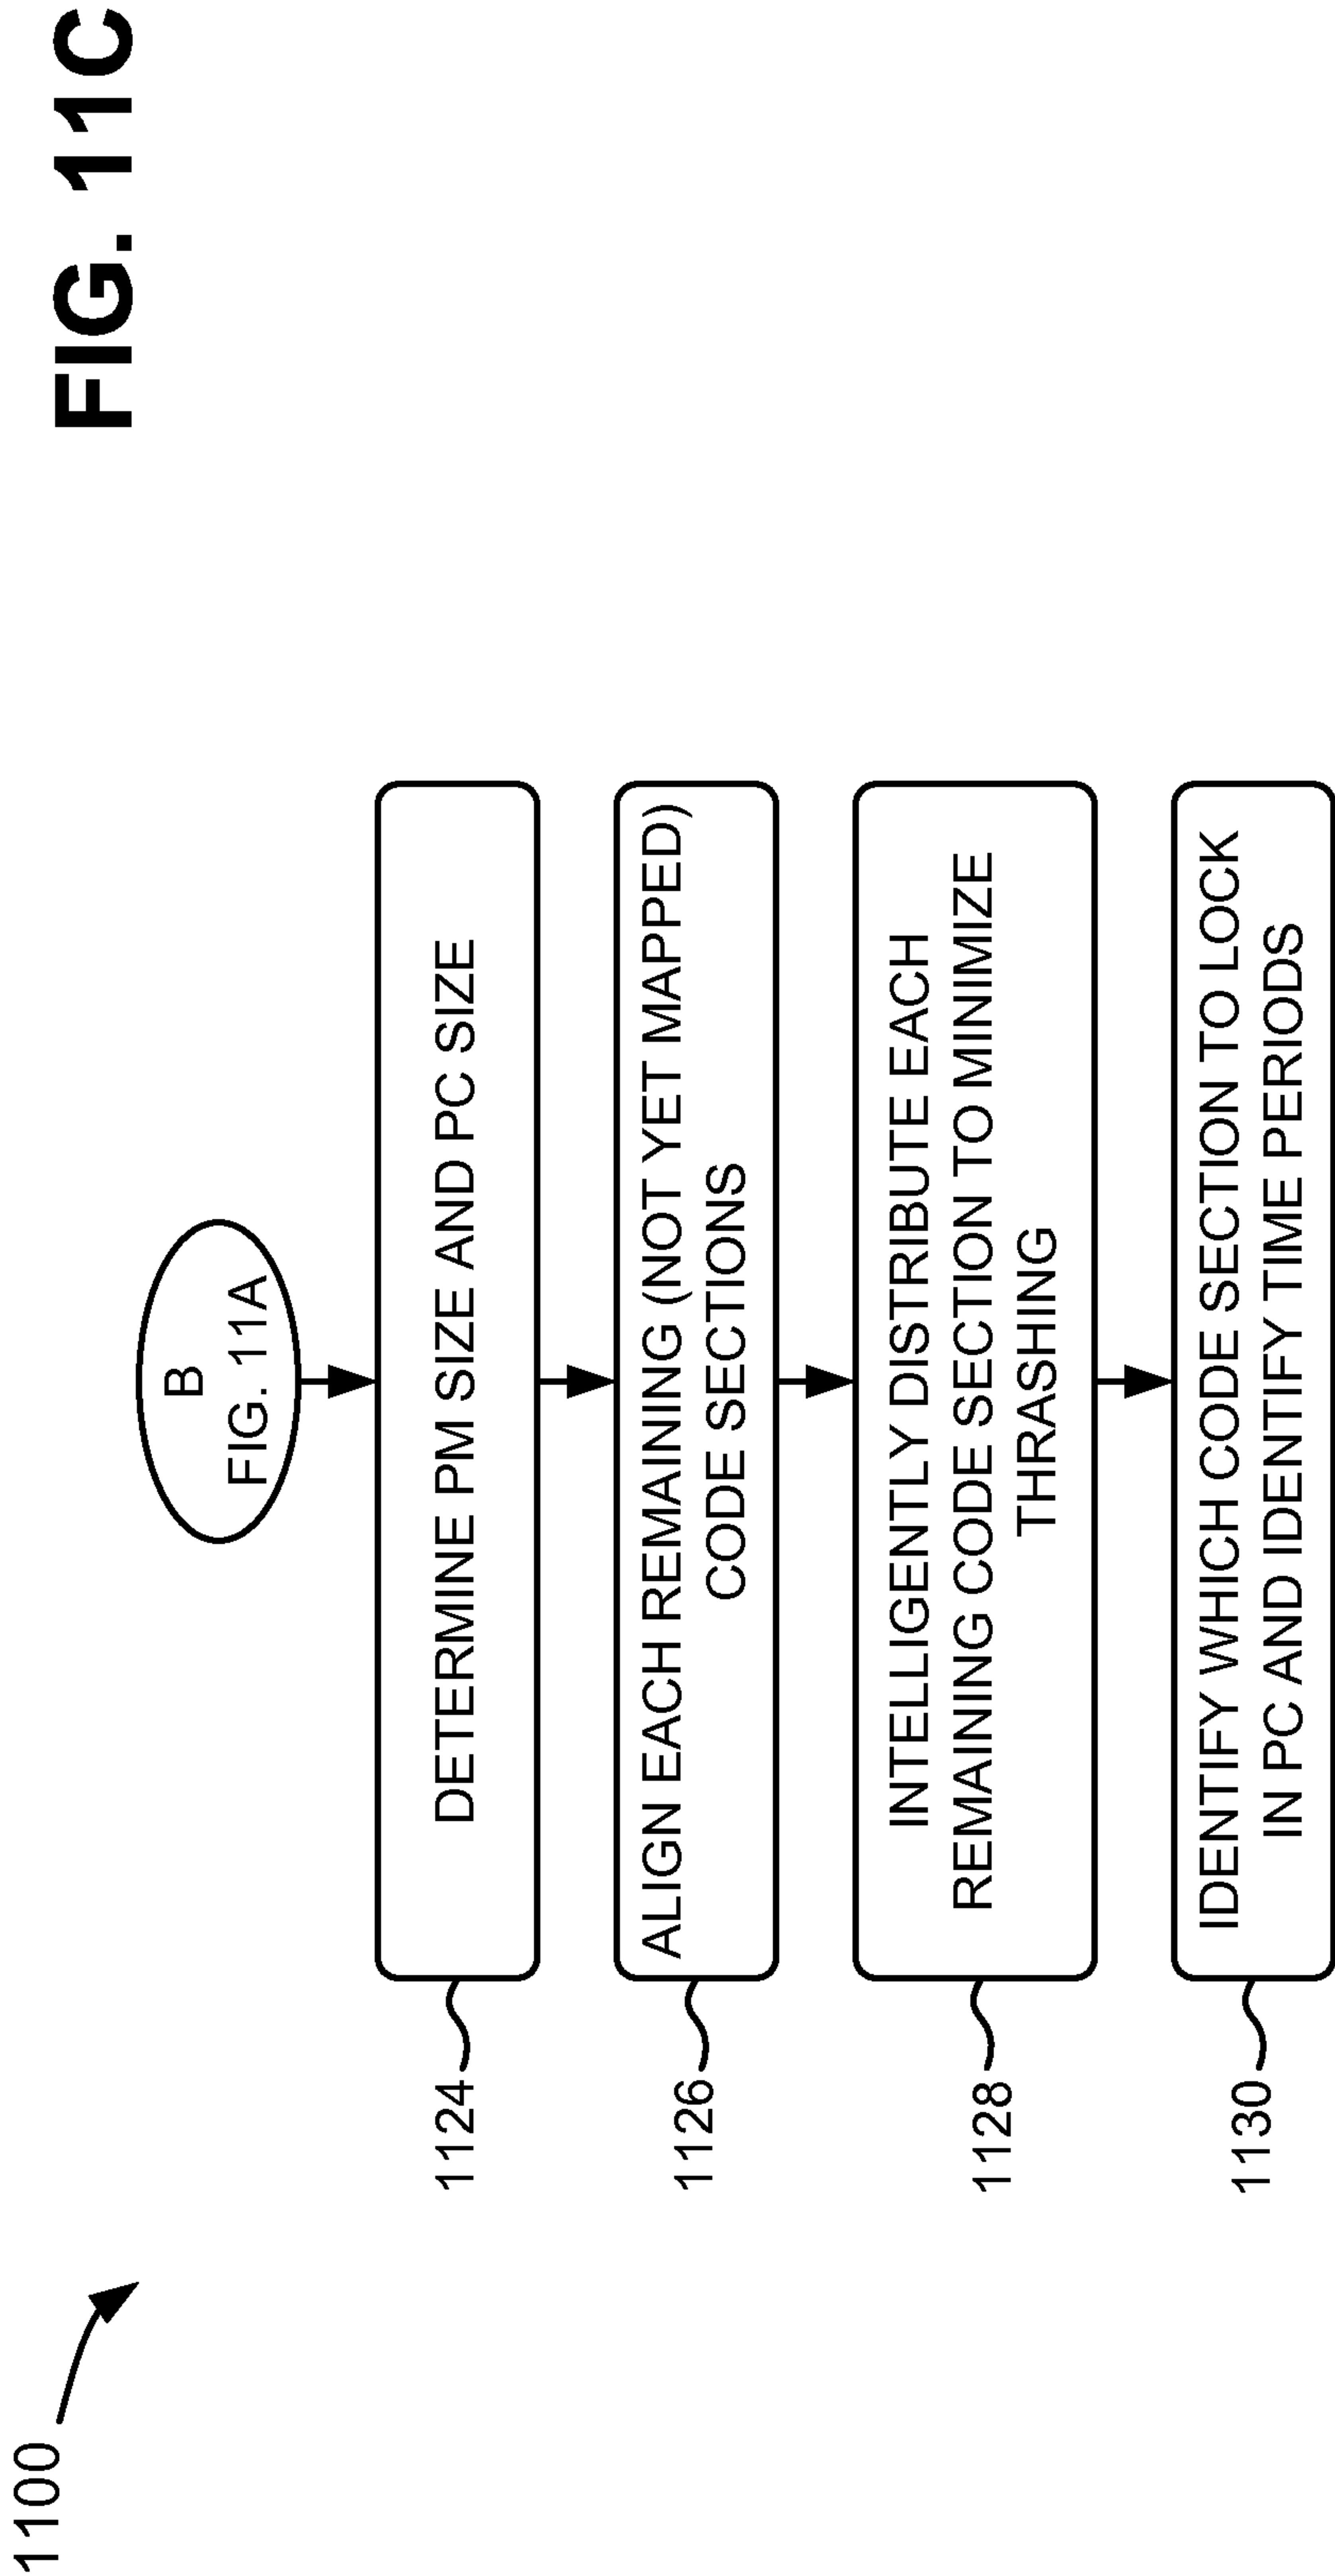 FIG. 11C
1100
B
FIG. 11A
1124
DETERMINE PM SIZE AND PC SIZE
1126
ALIGN EACH REMAINING (NOT YET MAPPED)
CODE SECTIONS
1128
INTELLIGENTLY DISTRIBUTE EACH
REMAINING CODE SECTION TO MINIMIZE
THRASHING
1130
IDENTIFY WHICH CODE SECTION TO LOCK
IN PC AND IDENTIFY TIME PERIODS